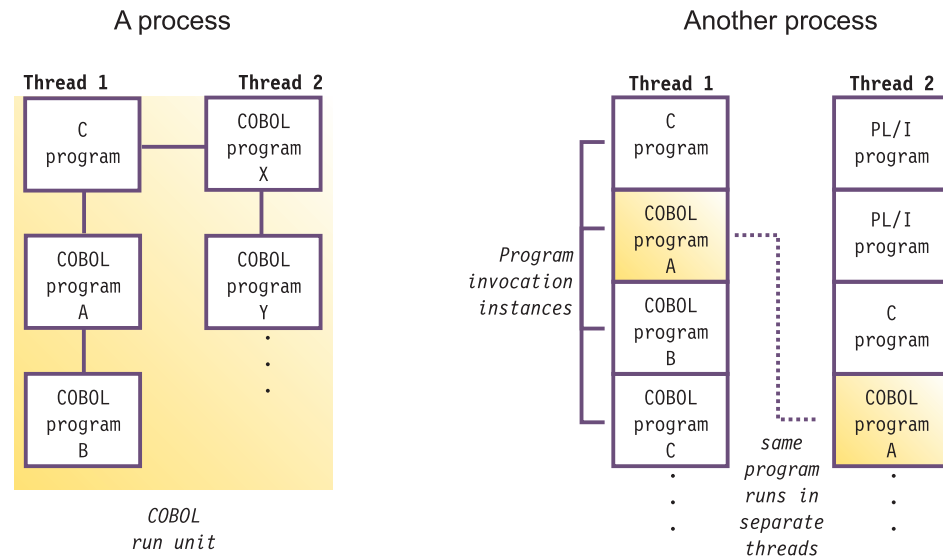 A process
Thread 1
Thread 2
C
program
COBOL
program
X
COBOL
program
A
COBOL
program
Y
COBOL
program
B
COBOL
run unit
Another process
Thread 1
Thread 2
Program
invocation
instances
C
program
COBOL
program
A
COBOL
program
B
COBOL
program
C
PL/I
program
PL/I
program
C
program
COBOL
program
A
same
program
runs in
separate
threads